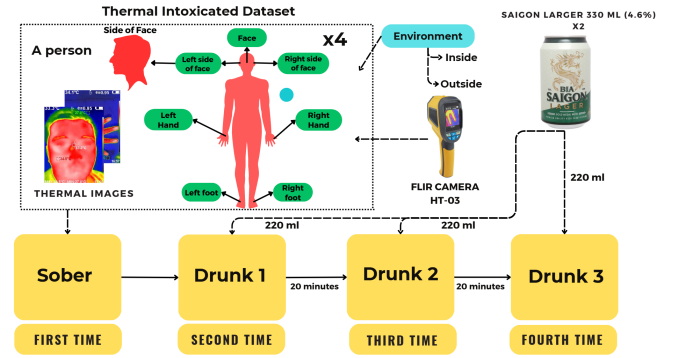 Thermal Intoxicated Dataset
SAIGON LARGER 330 ML (4.6%)
X2
A person
Side of Face
Face
x4
Left side
of face
Right side
of face
Environment
Inside
Outside
BIA
SAIGON
LAGER
Left
Hand
Right
Hand
THERMAL IMAGES
Left foot
Right
foot
FLIR CAMERA
HT-03
220 ml
220 ml
220 ml
Sober
Drunk 1
20 minutes
Drunk 2
20 minutes
Drunk 3
FIRST TIME
SECOND TIME
THIRD TIME
FOURTH TIME